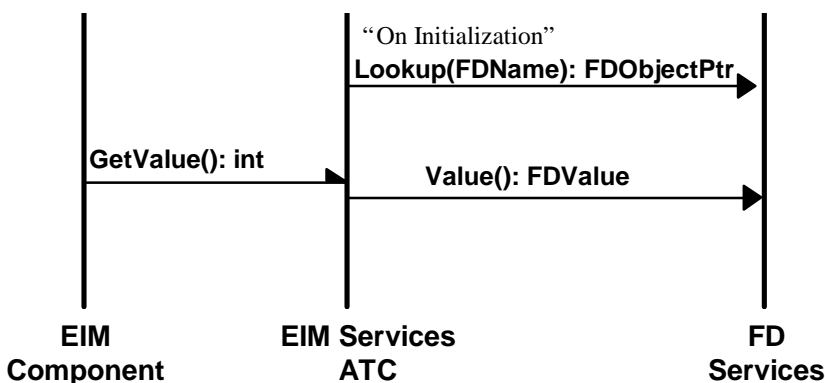 “On Initialization”
Lookup(FDName): FDObjectPtr
GetValue(): int
Value(): FDValue
EIM
Component
EIM Services
ATC
FD
Services